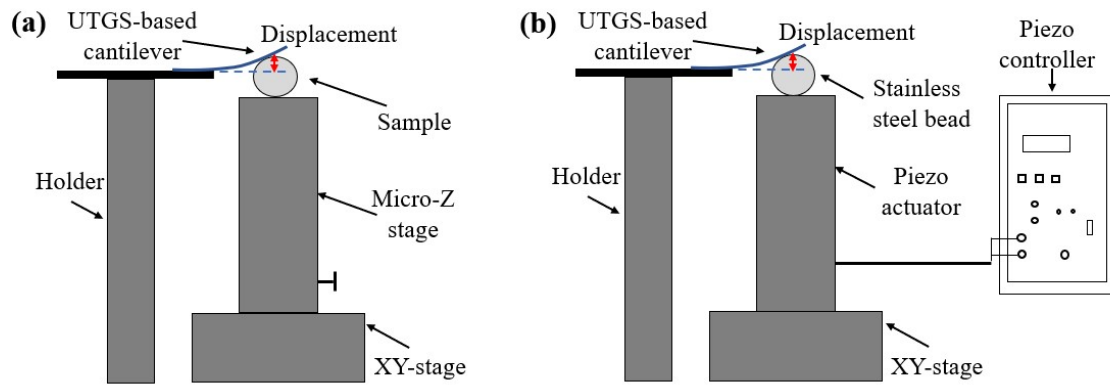 (a)
UTGS-based
cantilever
Displacement
Sample
Holder
Micro-Z
stage
XY-stage
(b)
UTGS-based
cantilever
Displacement
Piezo
controller
Stainless
steel bead
Holder
Piezo
actuator
XY-stage